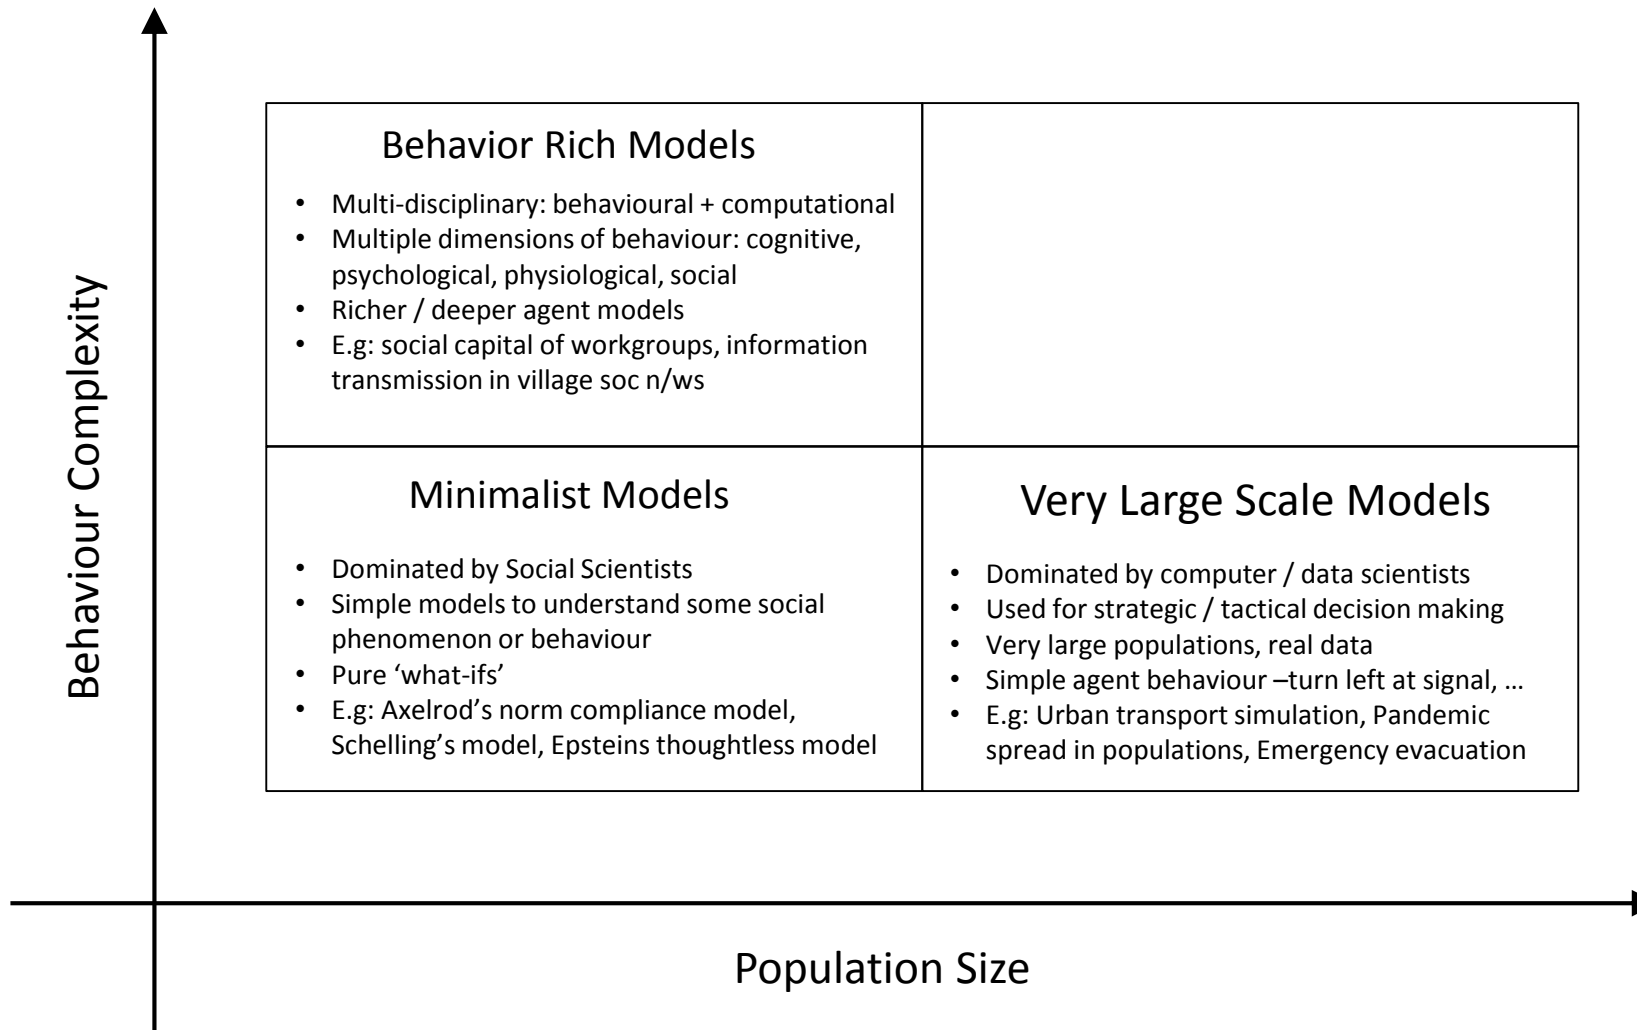 Behaviour Complexity
Behavior Rich Models
• Multi-disciplinary: behavioural + computational
• Multiple dimensions of behaviour: cognitive,
psychological, physiological, social
• Richer / deeper agent models
• E.g: social capital of workgroups, information
transmission in village soc n/ws
Minimalist Models
• Dominated by Social Scientists
• Simple models to understand some social
phenomenon or behaviour
• Pure ‘what-ifs’
• E.g: Axelrod’s norm compliance model,
Schelling’s model, Epsteins thoughtless model
Very Large Scale Models
• Dominated by computer / data scientists
• Used for strategic / tactical decision making
• Very large populations, real data
• Simple agent behaviour –turn left at signal, …
• E.g: Urban transport simulation, Pandemic
spread in populations, Emergency evacuation
Population Size